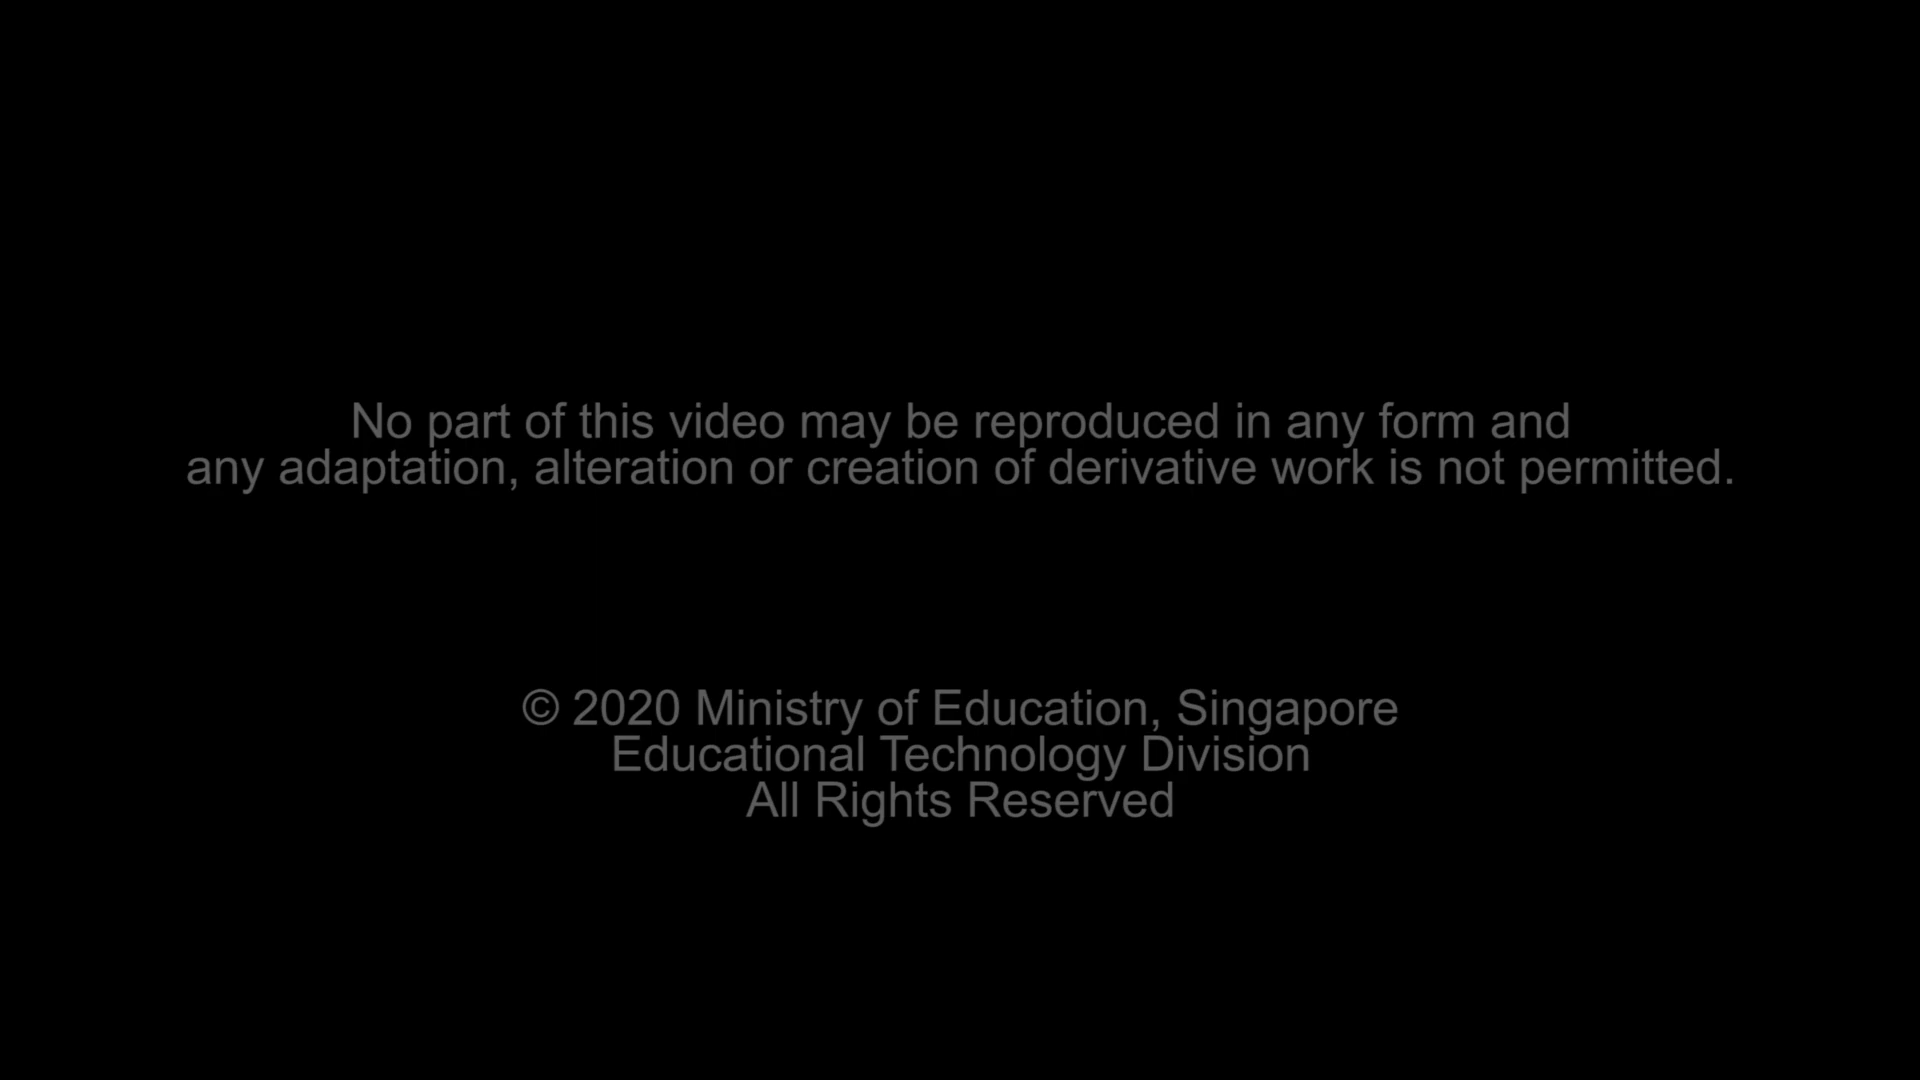 No part of this video may be reproduced in any form and
any adaptation, alteration or creation of derivative work is not permitted.
© 2020 Ministry of Education, Singapore
Educational Technology Division
All Rights Reserved